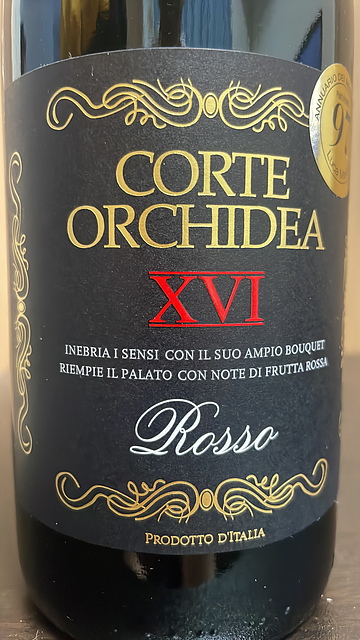 CORTE
ORCHIDEA
XVI
INEBRIA I SENSI CON IL SUO AMPIO BOUQUET
RIEMPIE IL PALATO CON NOTE DI FRUTTA ROSSA
Rosso
PRODOTTO D'ITALIA
ANNUARIO